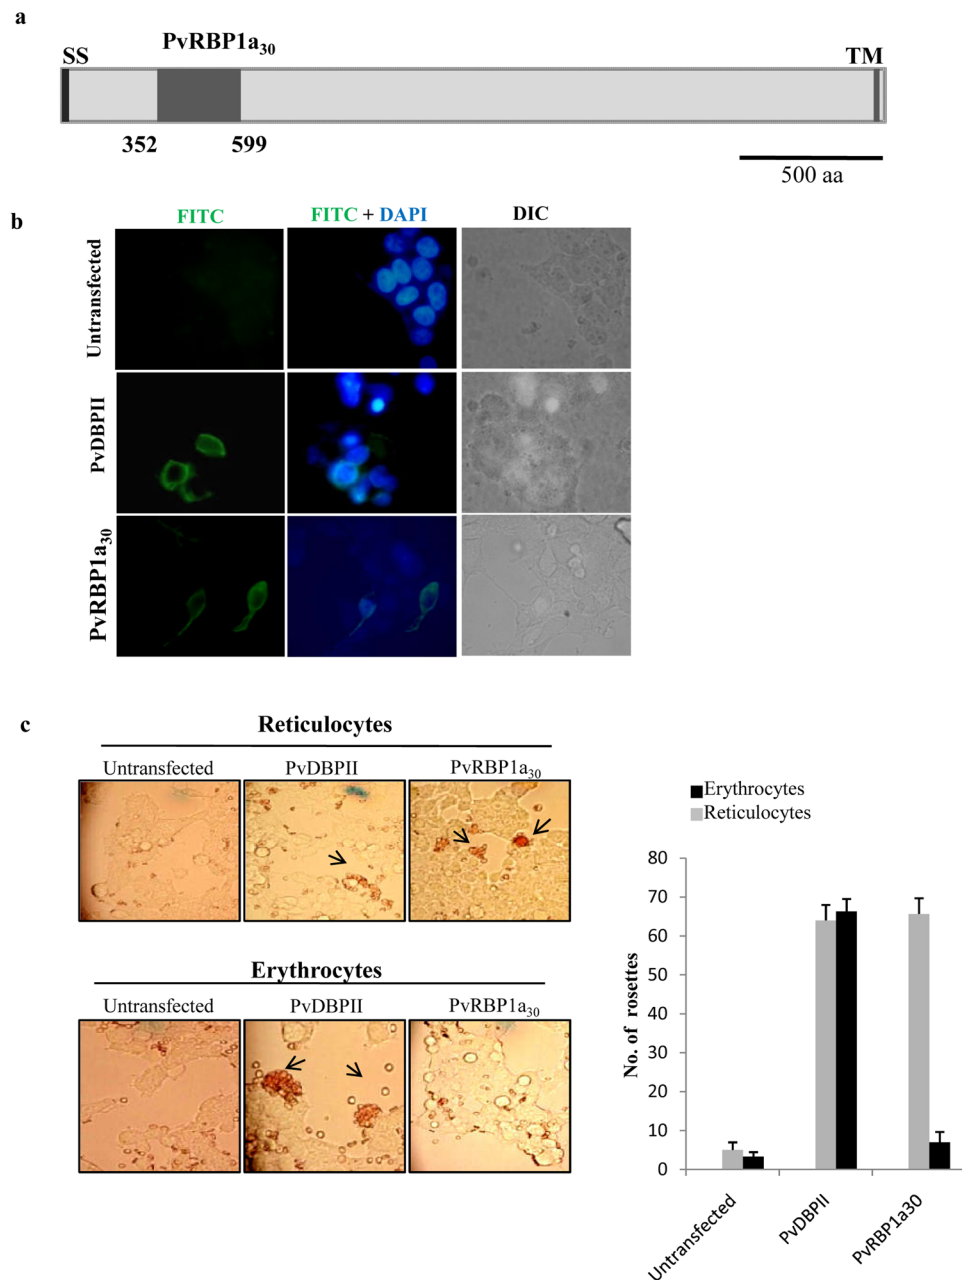 a
PvRBP1a30
SS
TM
352
599
500 aa
b
FITC
FITC + DAPI
DIC
Untransfected
PvDBPII
PvRBP1a30
c
Reticulocytes
Untransfected
PvDBPII
PvRBP1a30
Erythrocytes
Untransfected
PvDBPII
PvRBP1a30
Erythrocytes
Reticulocytes
No. of rosettes
80
70
60
50
40
30
20
10
0
Untransfected
PvDBPII
PvRBP1a30